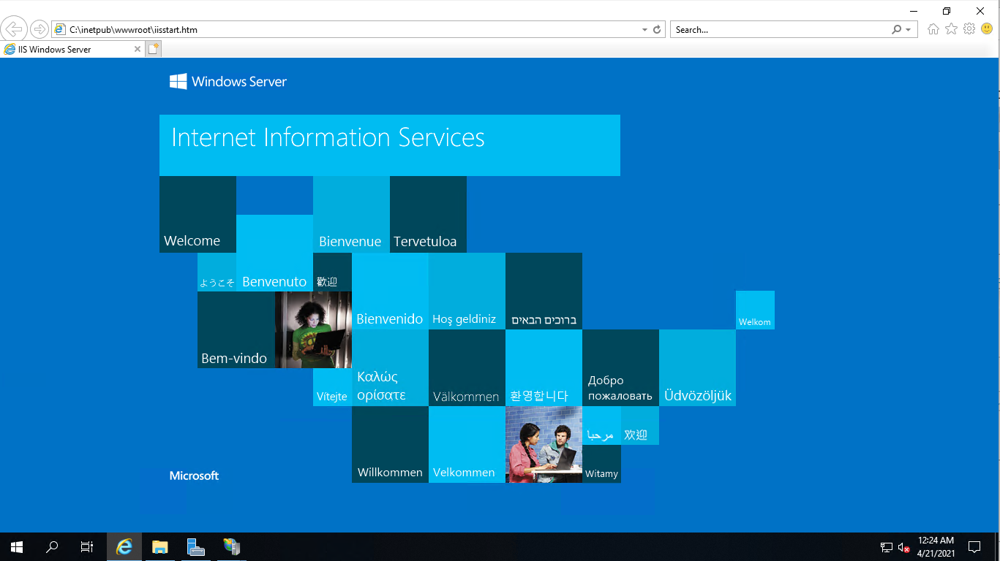 C:\inetpub\wwwroot\iisstart.htm
Search...
IIS Windows Server
Windows Server
Internet Information Services
Welcome
Bienvenue
Tervetuloa
ようこそ
Benvenuto
歡迎
Bienvenido
Hoş geldiniz
ברוכים הבאים
Welkom
Bem-vindo
Vítejte
Καλώς
ορίσατε
Välkommen
환영합니다
Добро
пожаловать
Üdvözöljük
Willkommen
Velkommen
مرحبا
欢迎
Witamy
Microsoft
12:24 AM
4/21/2021